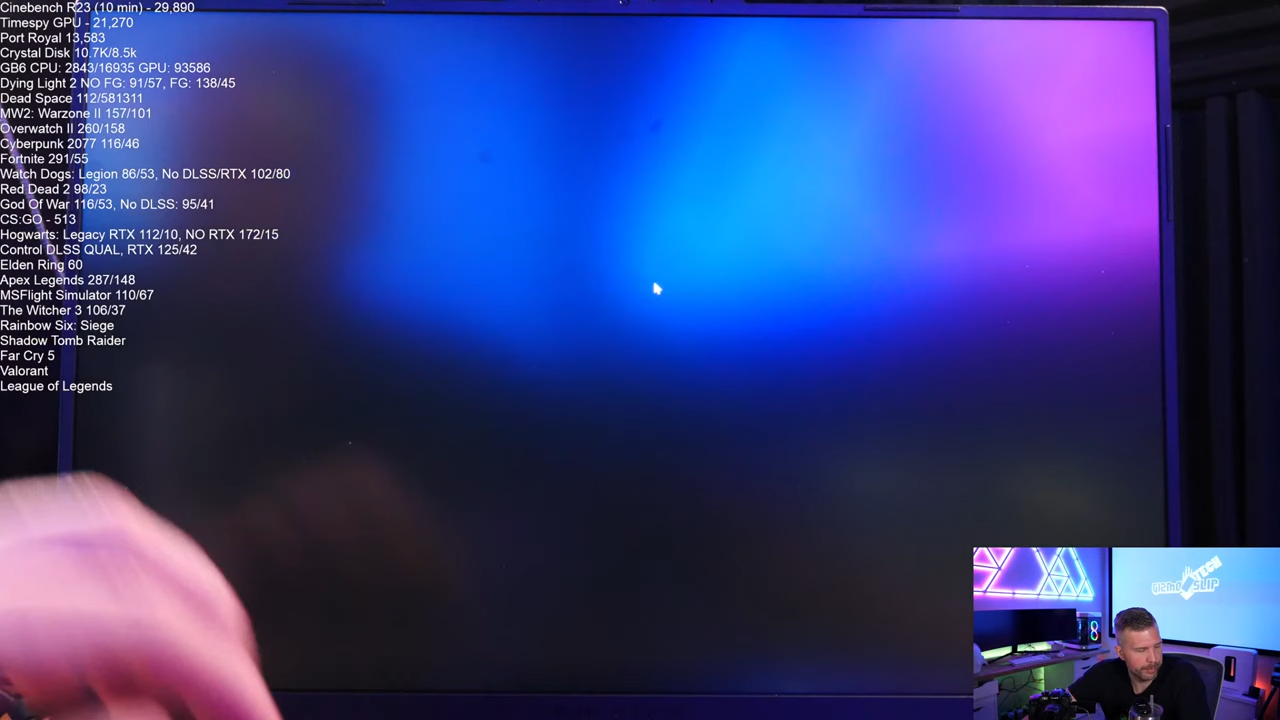 Cinebench R23 (10 min) - 29,890
Timespy GPU - 21,270
Port Royal 13,583
Crystal Disk 10.7K/8.5k
GB6 CPU: 2843/16935 GPU: 93586
Dying Light 2 NO FG: 91/57, FG: 138/45
Dead Space 112/581311
MW2: Warzone II 157/101
Overwatch II 260/158
Cyberpunk 2077 116/46
Fortnite 291/55
Watch Dogs: Legion 86/53, No DLSS/RTX 102/80
Red Dead 2 98/23
God Of War 116/53, No DLSS: 95/41
CS:GO - 513
Hogwarts: Legacy RTX 112/10, NO RTX 172/15
Control DLSS QUAL, RTX 125/42
Elden Ring 60
Apex Legends 287/148
MSFlight Simulator 110/67
The Witcher 3 106/37
Rainbow Six: Siege
Shadow Tomb Raider
Far Cry 5
Valorant
League of Legends
GIZMO SLIP TECH